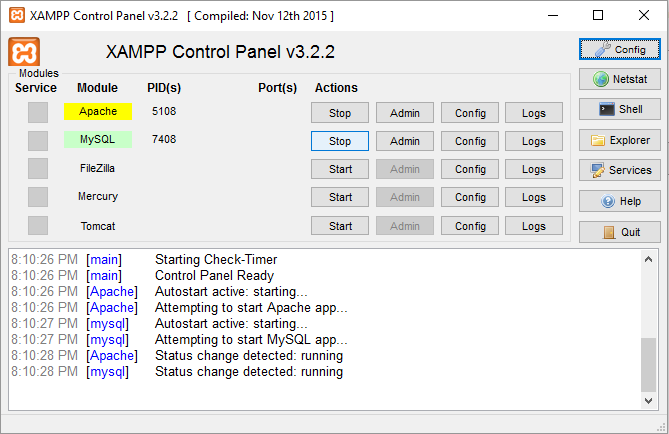 XAMPP Control Panel v3.2.2 [ Compiled: Nov 12th 2015 ]
XAMPP Control Panel v3.2.2
Config
Modules
Service Module PID(s) Port(s) Actions
Netstat
Apache 5108 Stop Admin Config Logs
Shell
MySQL 7408 Stop Admin Config Logs
Explorer
FileZilla Start Admin Config Logs
Services
Mercury Start Admin Config Logs
Help
Tomcat Start Admin Config Logs
Quit
8:10:26 PM [main] Starting Check-Timer
8:10:26 PM [main] Control Panel Ready
8:10:26 PM [Apache] Autostart active: starting...
8:10:26 PM [Apache] Attempting to start Apache app...
8:10:27 PM [mysql] Autostart active: starting...
8:10:27 PM [mysql] Attempting to start MySQL app...
8:10:28 PM [Apache] Status change detected: running
8:10:28 PM [mysql] Status change detected: running